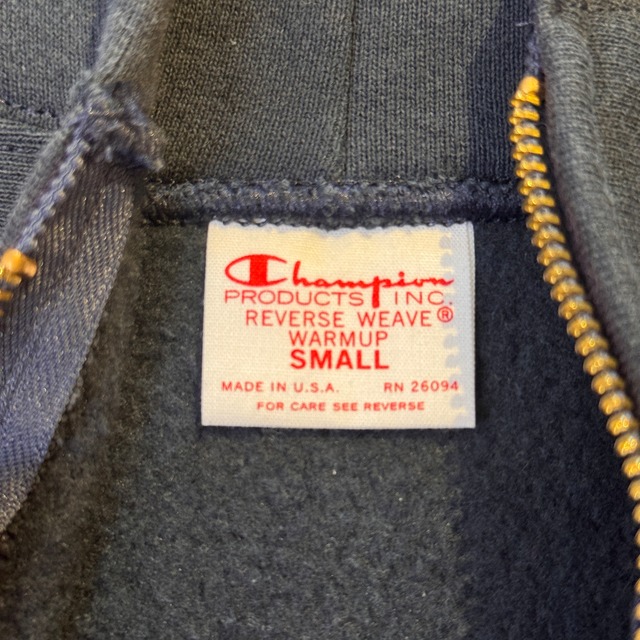 Champion
PRODUCTS INC.
REVERSE WEAVE®
WARMUP
SMALL
MADE IN U.S.A. RN 26094
FOR CARE SEE REVERSE